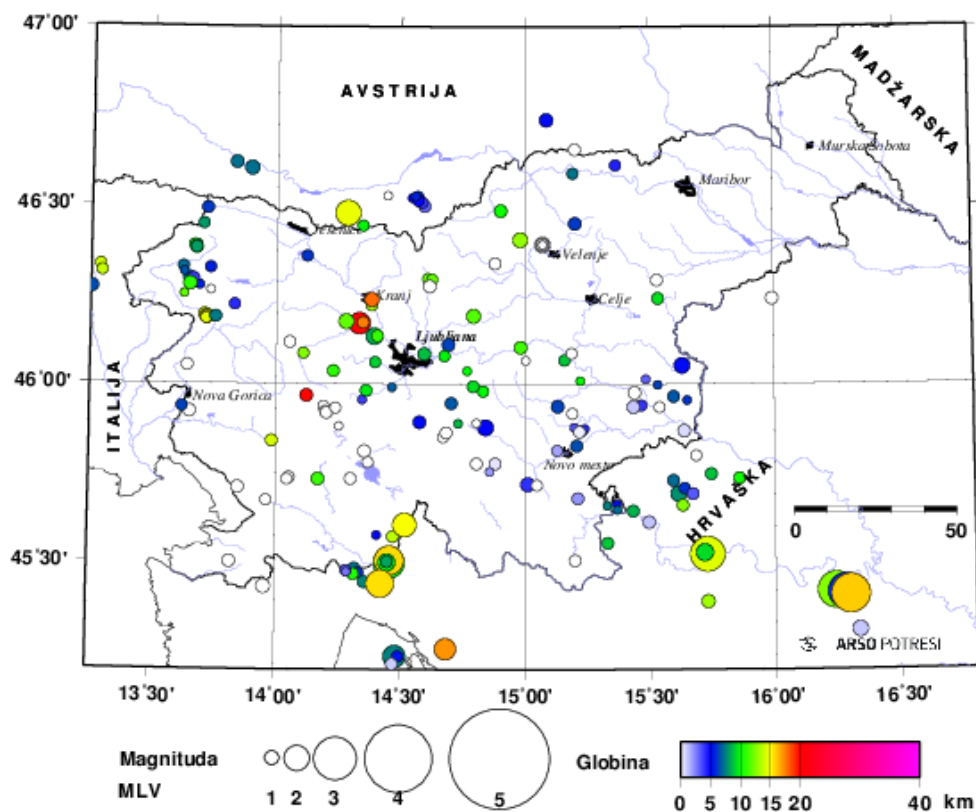 47°00'
46°30'
46°00'
45°30'
AVSTRIJA
MADŽARSKA
Murska Sobota
Maribor
Velenje
Kranj
Celje
Ljubljana
ITALIJA
Nova Gorica
Novo mesto
HRVAŠKA
0 50
ARSO POTRESI
13°30' 14°00' 14°30' 15°00' 15°30' 16°00' 16°30'
Magnituda
MLV
1 2 3 4 5
Globina
0 5 10 15 20 40 km